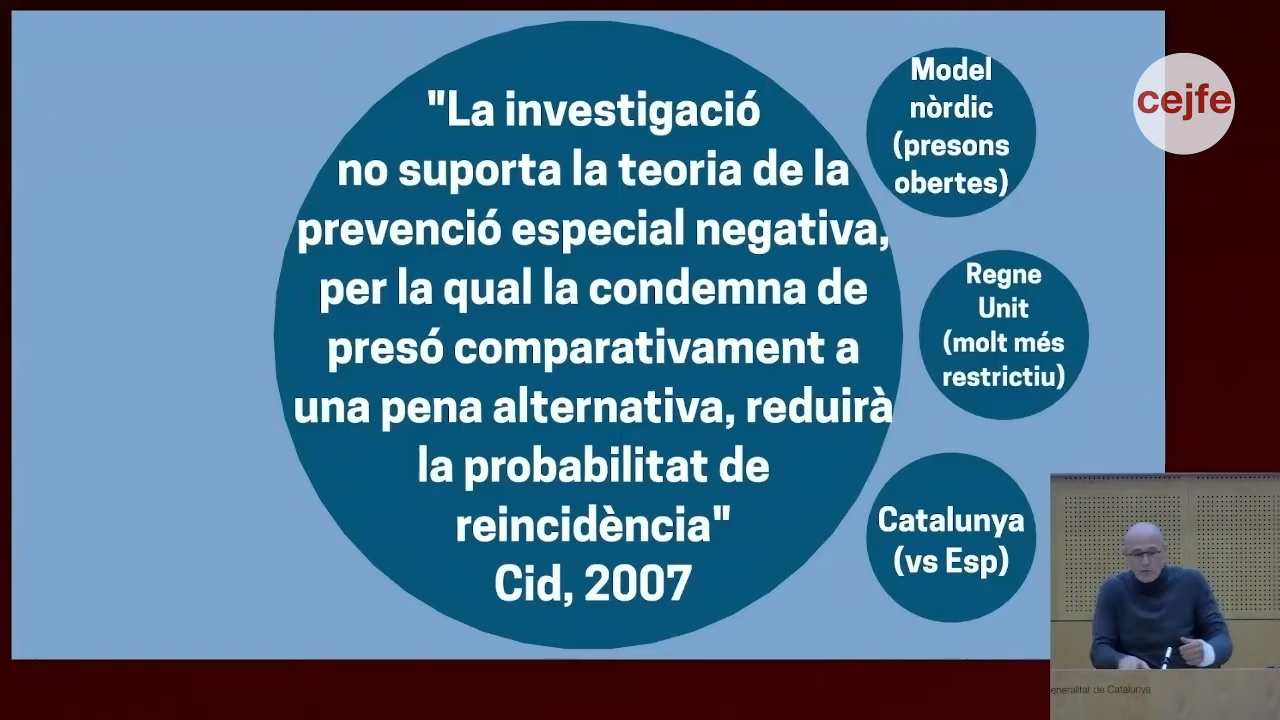 "La investigació
no suporta la teoria de la
prevenció especial negativa,
per la qual la condemna de
presó comparativament a
una pena alternativa, reduirà
la probabilitat de
reincidència"
Cid, 2007
Model
nòrdic
(presons
obertes)
Regne
Unit
(molt més
restrictiu)
Catalunya
(vs Esp)
cejfe
eneralitat de Catalunya